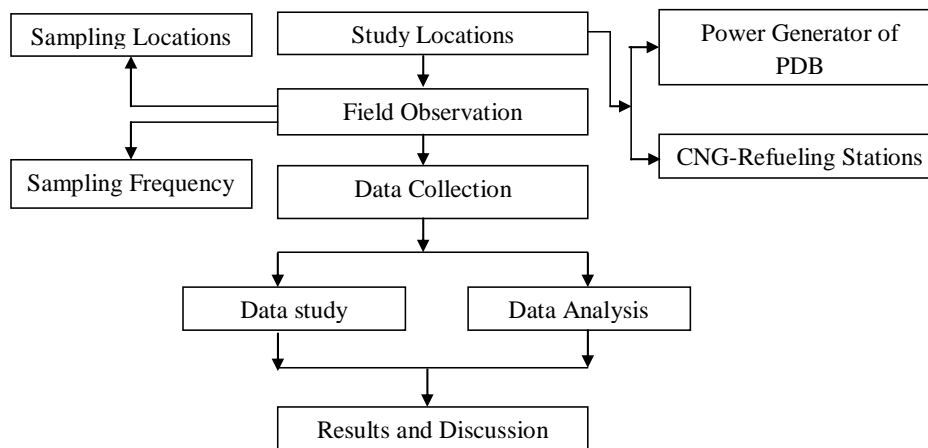 Sampling Locations
Study Locations
Power Generator of
PDB
Field Observation
CNG-Refueling Stations
Sampling Frequency
Data Collection
Data study
Data Analysis
Results and Discussion